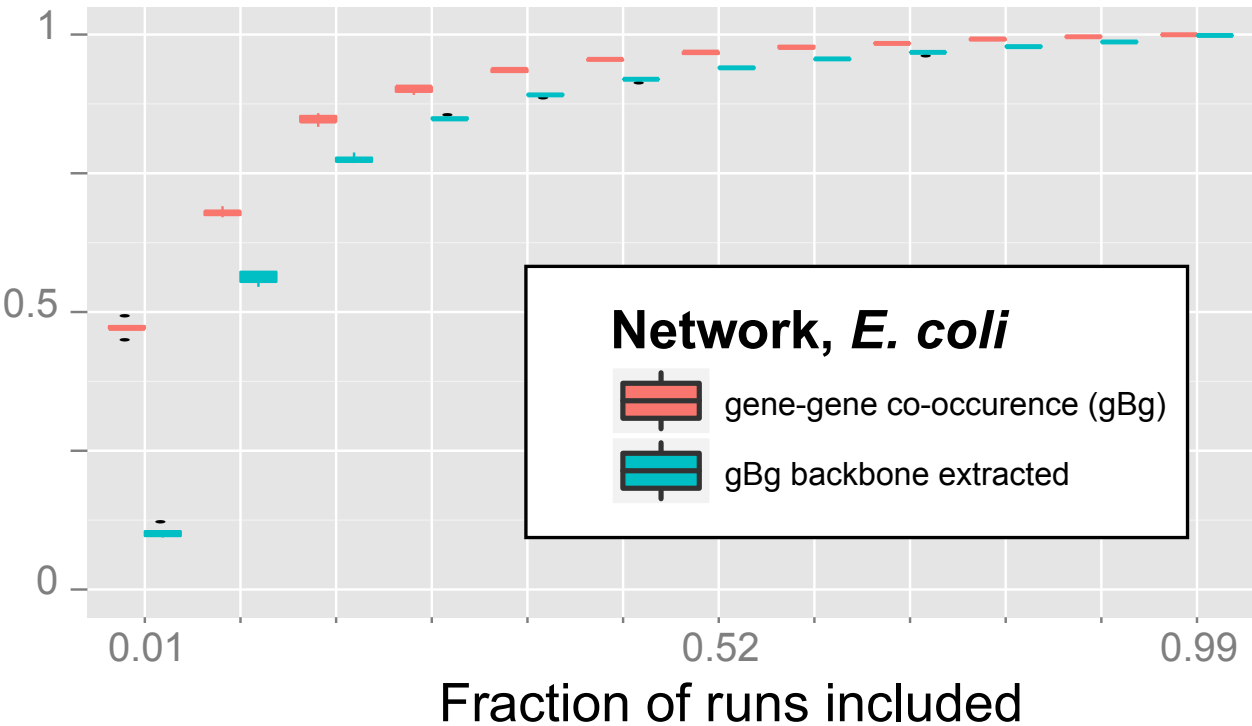 1
0.5
0
Network, E. coli
gene-gene co-occurence (gBg)
gBg backbone extracted
0.01 0.52 0.99
Fraction of runs included